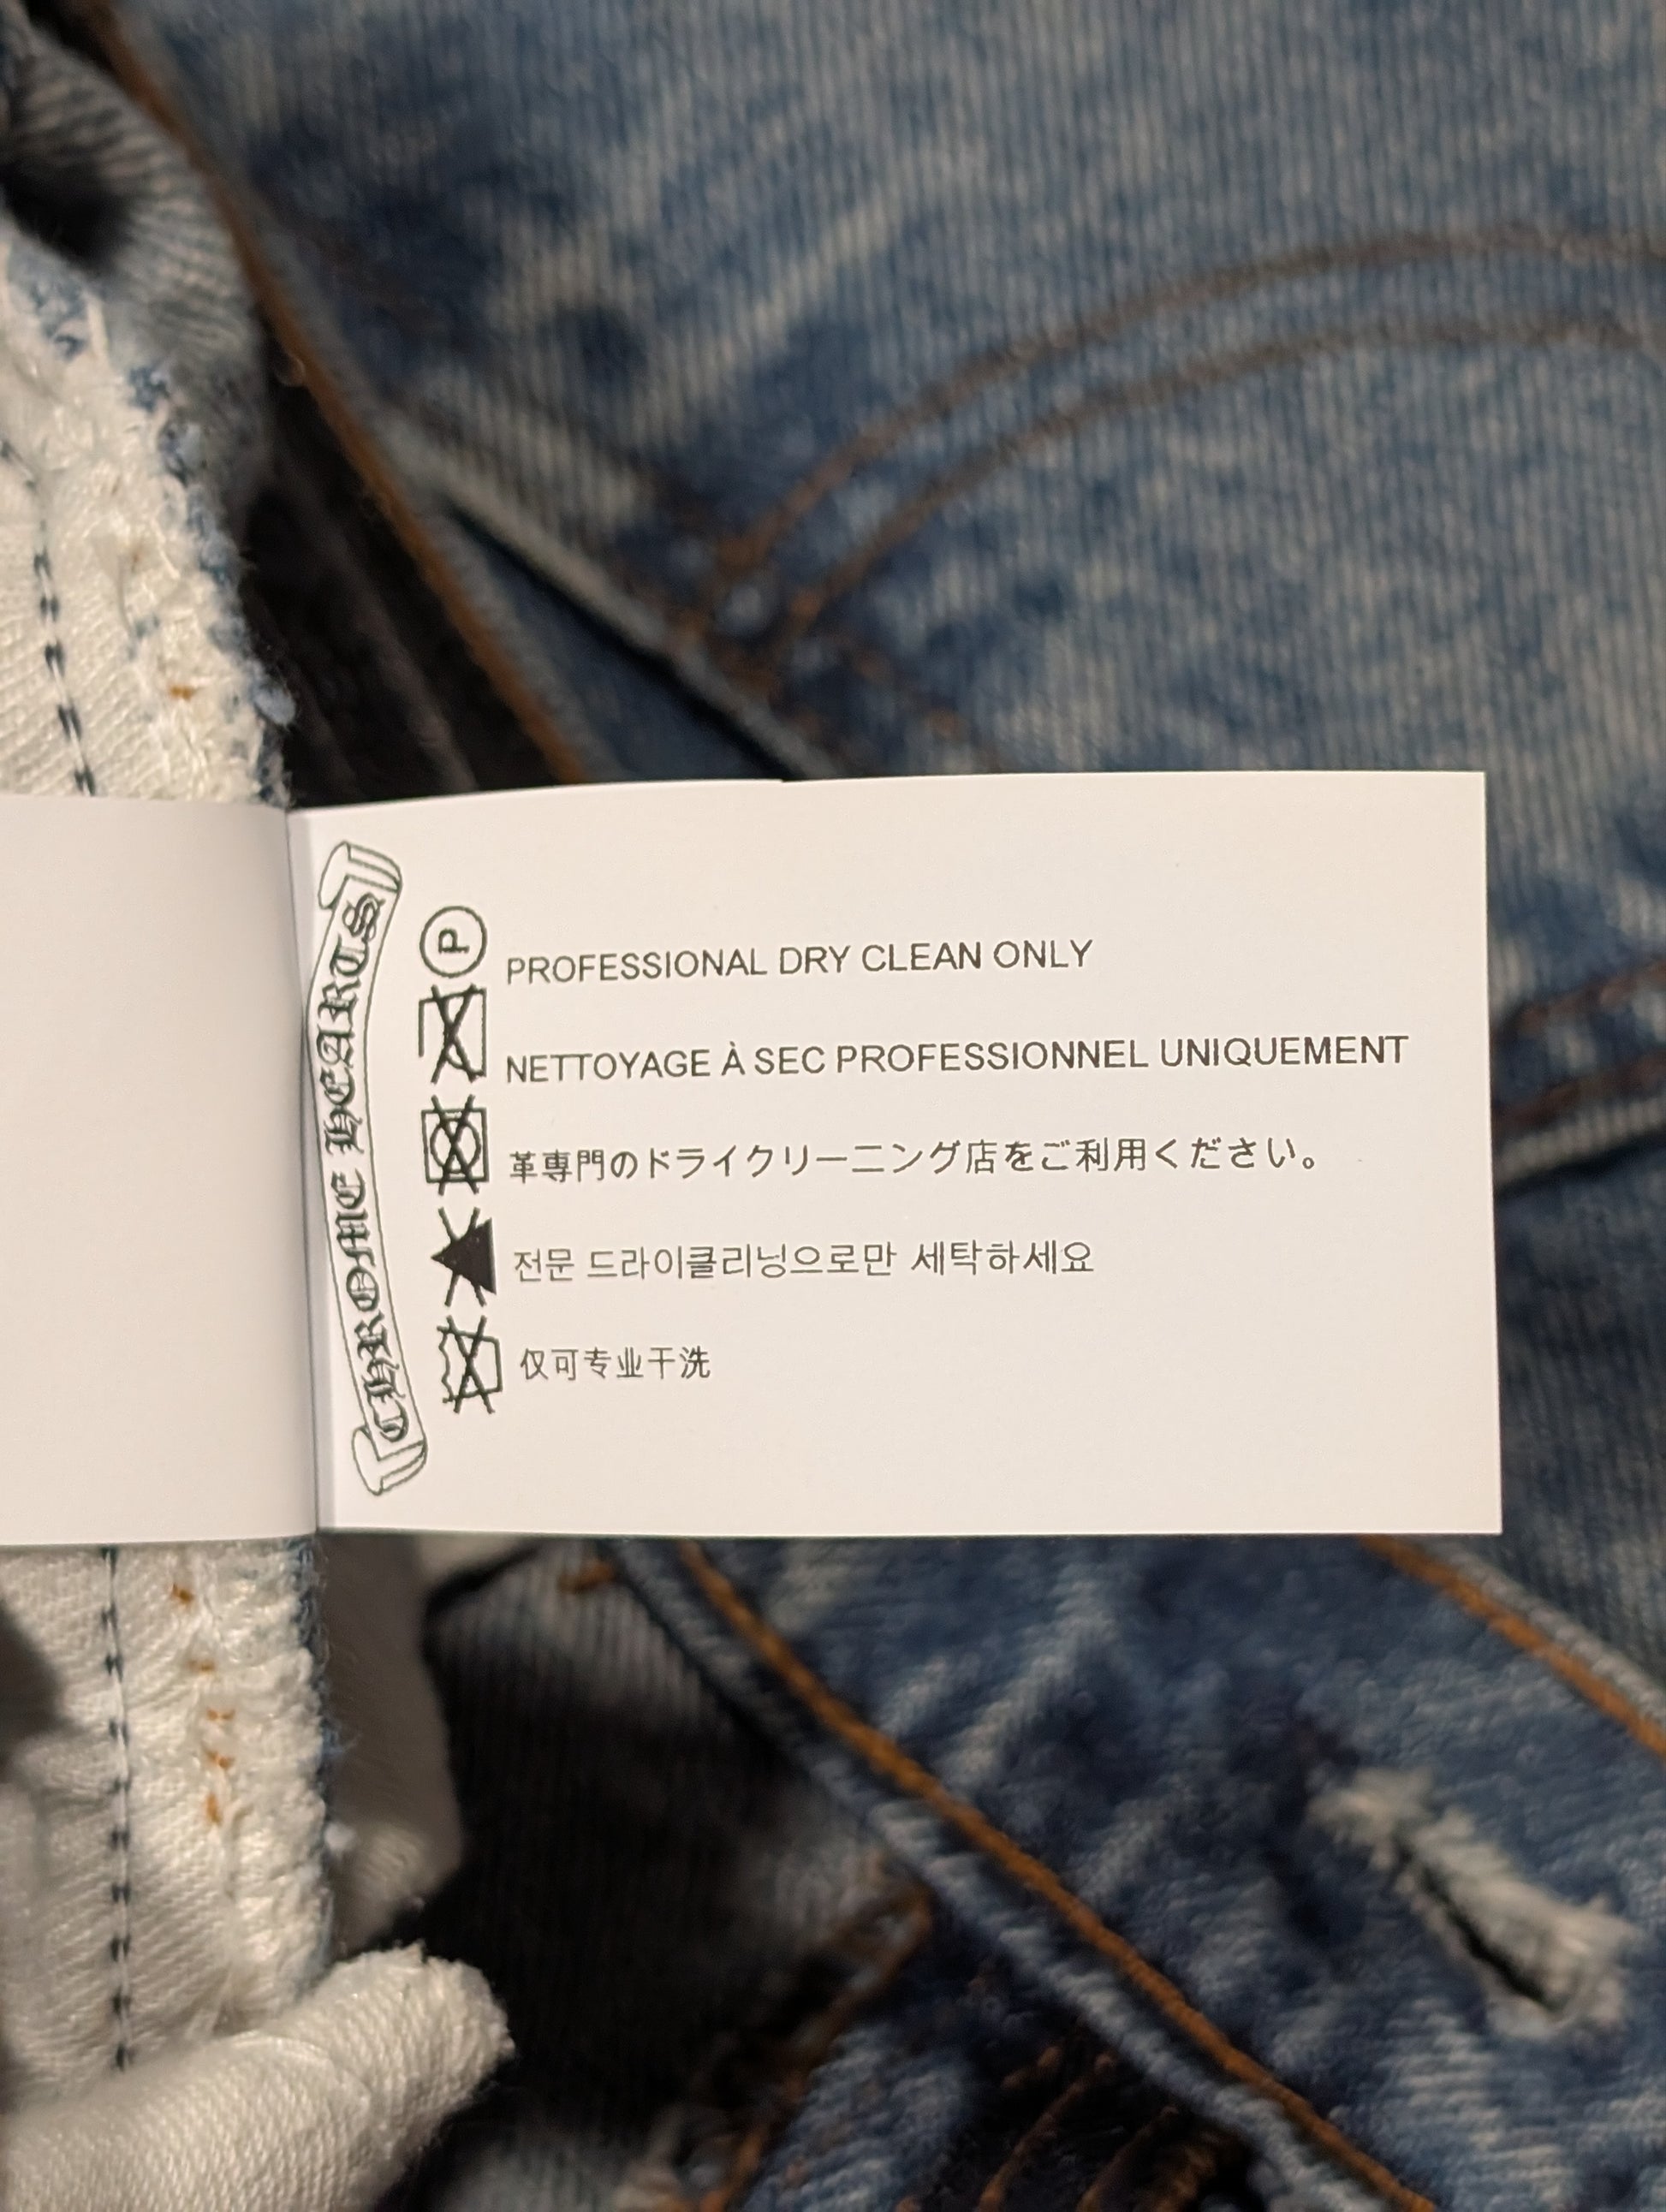 CHROME HEARTS
P
PROFESSIONAL DRY CLEAN ONLY
NETTOYAGE À SEC PROFESSIONNEL UNIQUEMENT
革専門のドライクリーニング店をご利用ください。
전문 드라이클리닝으로만 세탁하세요
仅可专业干洗